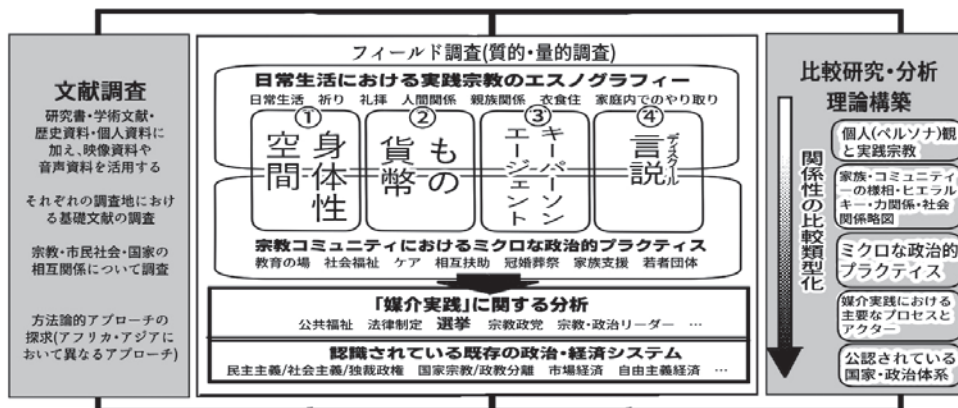 文献調査
研究書・学術文献・
歴史資料・個人資料に
加え、映像資料や
音声資料を活用する
それぞれの調査地におけ
る基礎文献の調査
宗教・市民社会・国家の
相互関係について調査
方法論的アプローチの
探求(アフリカ・アジアに
おいて異なるアプローチ)
フィールド調査(質的・量的調査)
日常生活における実践宗教のエスノグラフィー
日常生活 祈り 礼拝 人間関係 親族関係 衣食住 家庭内でのやり取り
①
身体性
空間
②
もの
貨幣
③
キーパーソン
エージェント
④
ディスクール
言説
宗教コミュニティにおけるミクロな政治的プラクティス
教育の場 社会福祉 ケア 相互扶助 冠婚葬祭 家族支援 若者団体
「媒介実践」に関する分析
公共福祉 法律制定 選挙 宗教政党 宗教・政治リーダー …
認識されている既存の政治・経済システム
民主主義/社会主義/独裁政権 国家宗教/政教分離 市場経済 自由主義経済 …
比較研究・分析
理論構築
関係性の比較類型化
個人(ペルソナ)観
と実践宗教
家族・コミュニティ
ーの様相・ヒエラル
キー・力関係・社会
関係略図
ミクロな政治的
プラクティス
媒介実践における
主要なプロセスと
アクター
公認されている
国家・政治体系